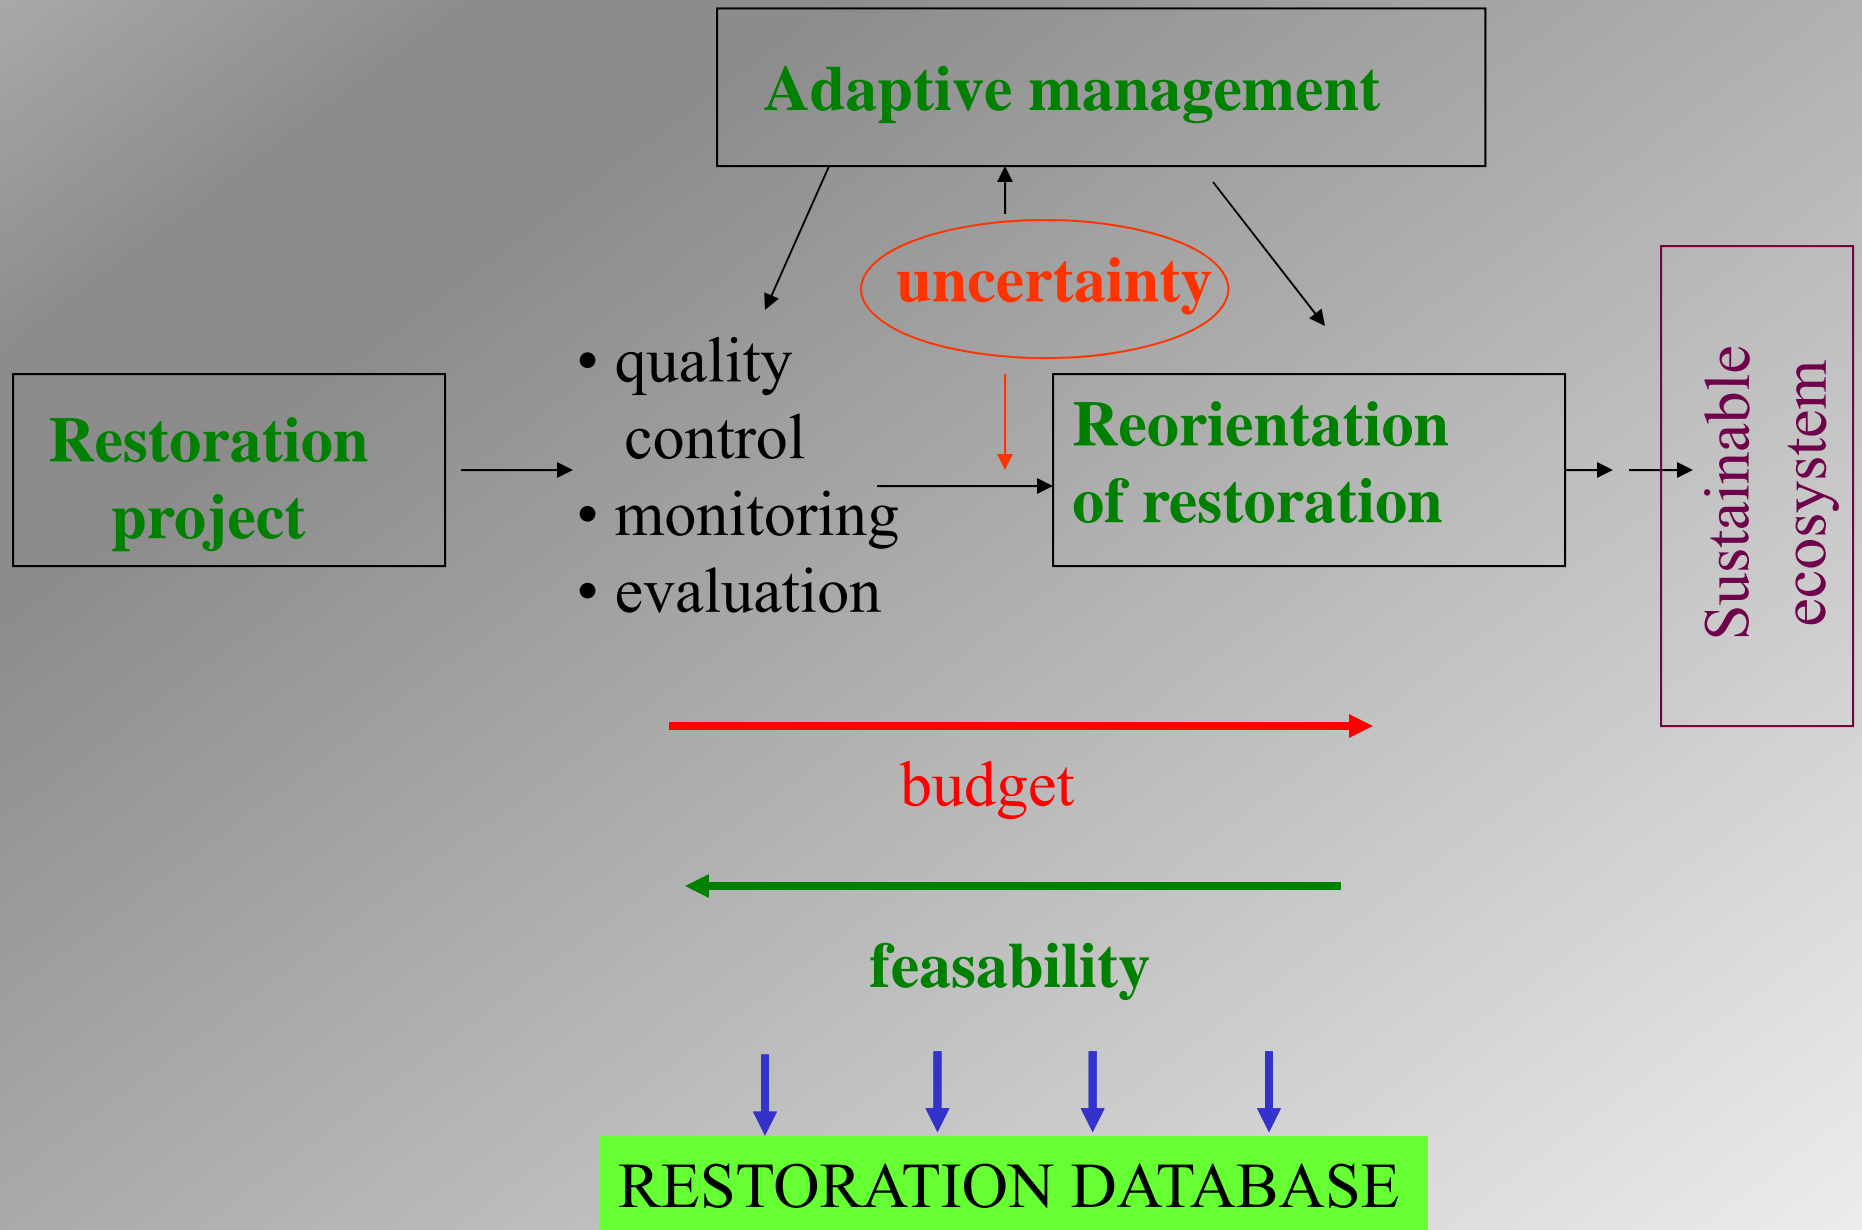 Adaptive management
uncertainty
Restoration
project
• quality
control
• monitoring
• evaluation
Reorientation
of restoration
Sustainable
ecosystem
budget
feasability
RESTORATION DATABASE